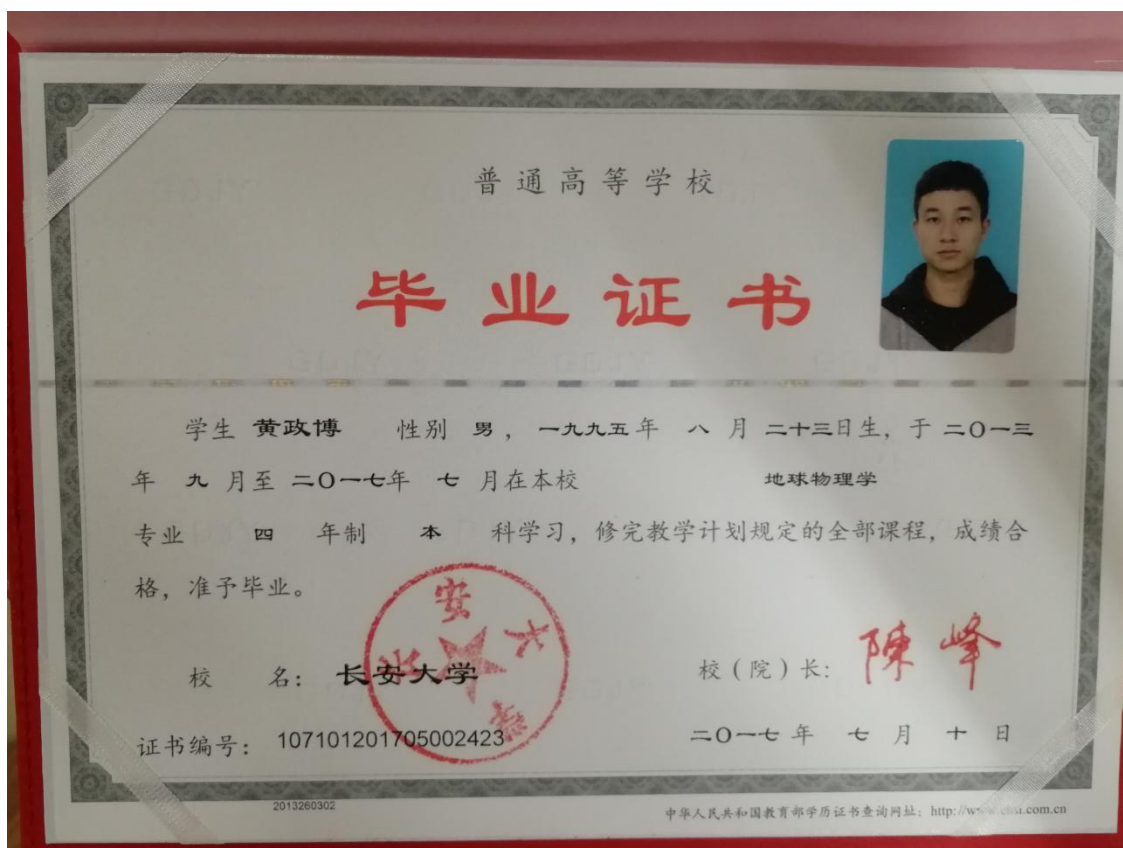 普通高等学校
毕业证书
学生 黄政博 性别 男，一九九五年 八 月 二十三日生，于 二〇一三
年 九 月至 二〇一七年 七 月在本校 地球物理学
专业 四 年制 本 科学习，修完教学计划规定的全部课程，成绩合
格，准予毕业。
长安大学
校 名：长安大学 校（院）长：陳峰
证书编号：107101201705002423 二〇一七年 七 月 十 日
2013260302
中华人民共和国教育部学历证书查询网址：http://www.chsi.com.cn